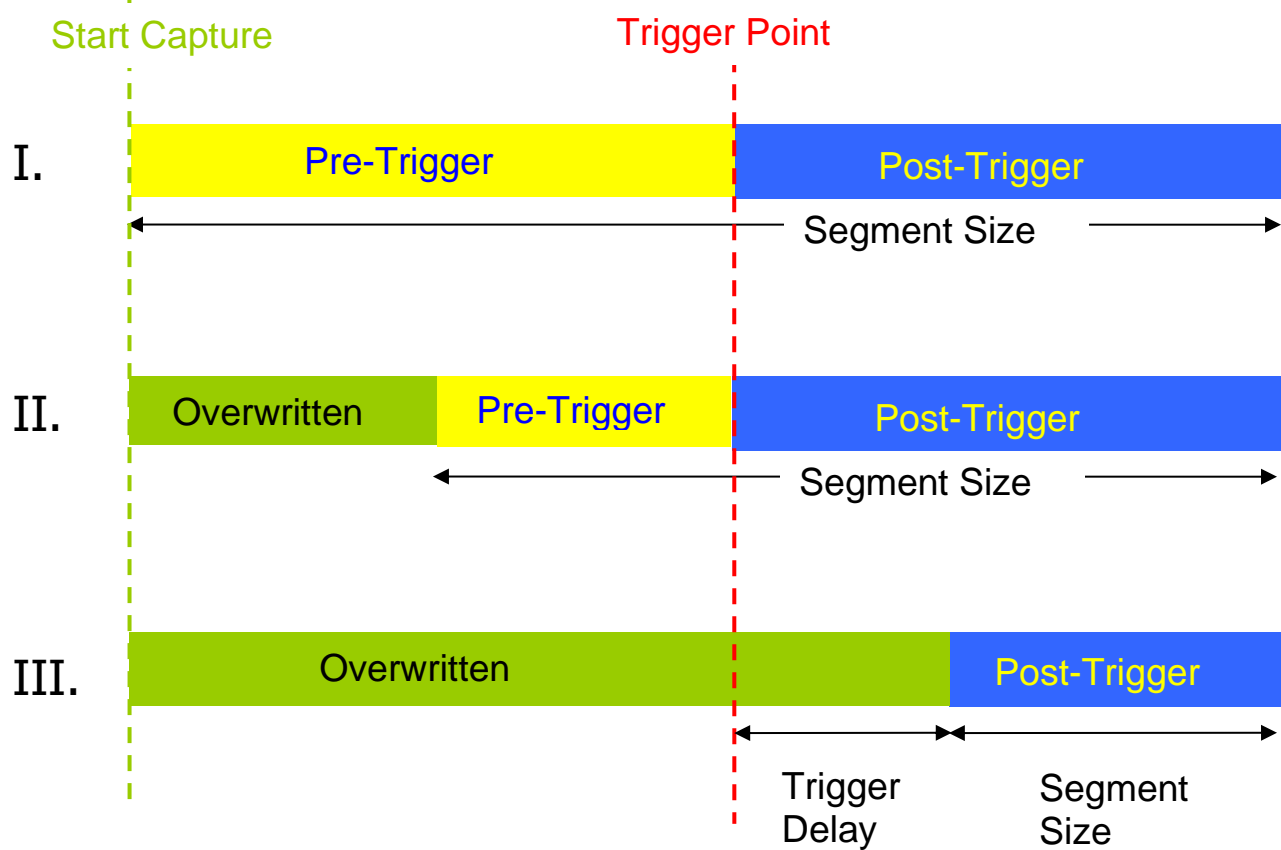 Start Capture
Trigger Point
I.
Pre-Trigger
Post-Trigger
Segment Size
II.
Overwritten
Pre-Trigger
Post-Trigger
Segment Size
III.
Overwritten
Post-Trigger
Trigger
Delay
Segment
Size